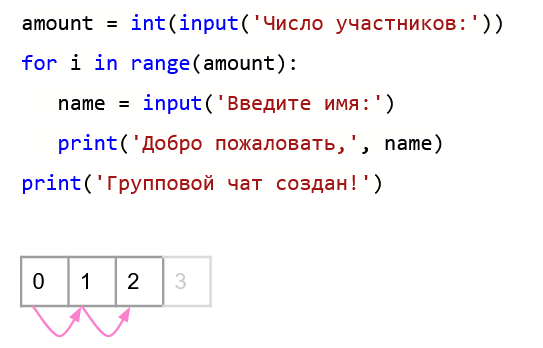 amount = int(input('Число участников:'))
for i in range(amount):
name = input('Введите имя:')
print('Добро пожаловать,', name)
print('Групповой чат создан!')
0 1 2 3